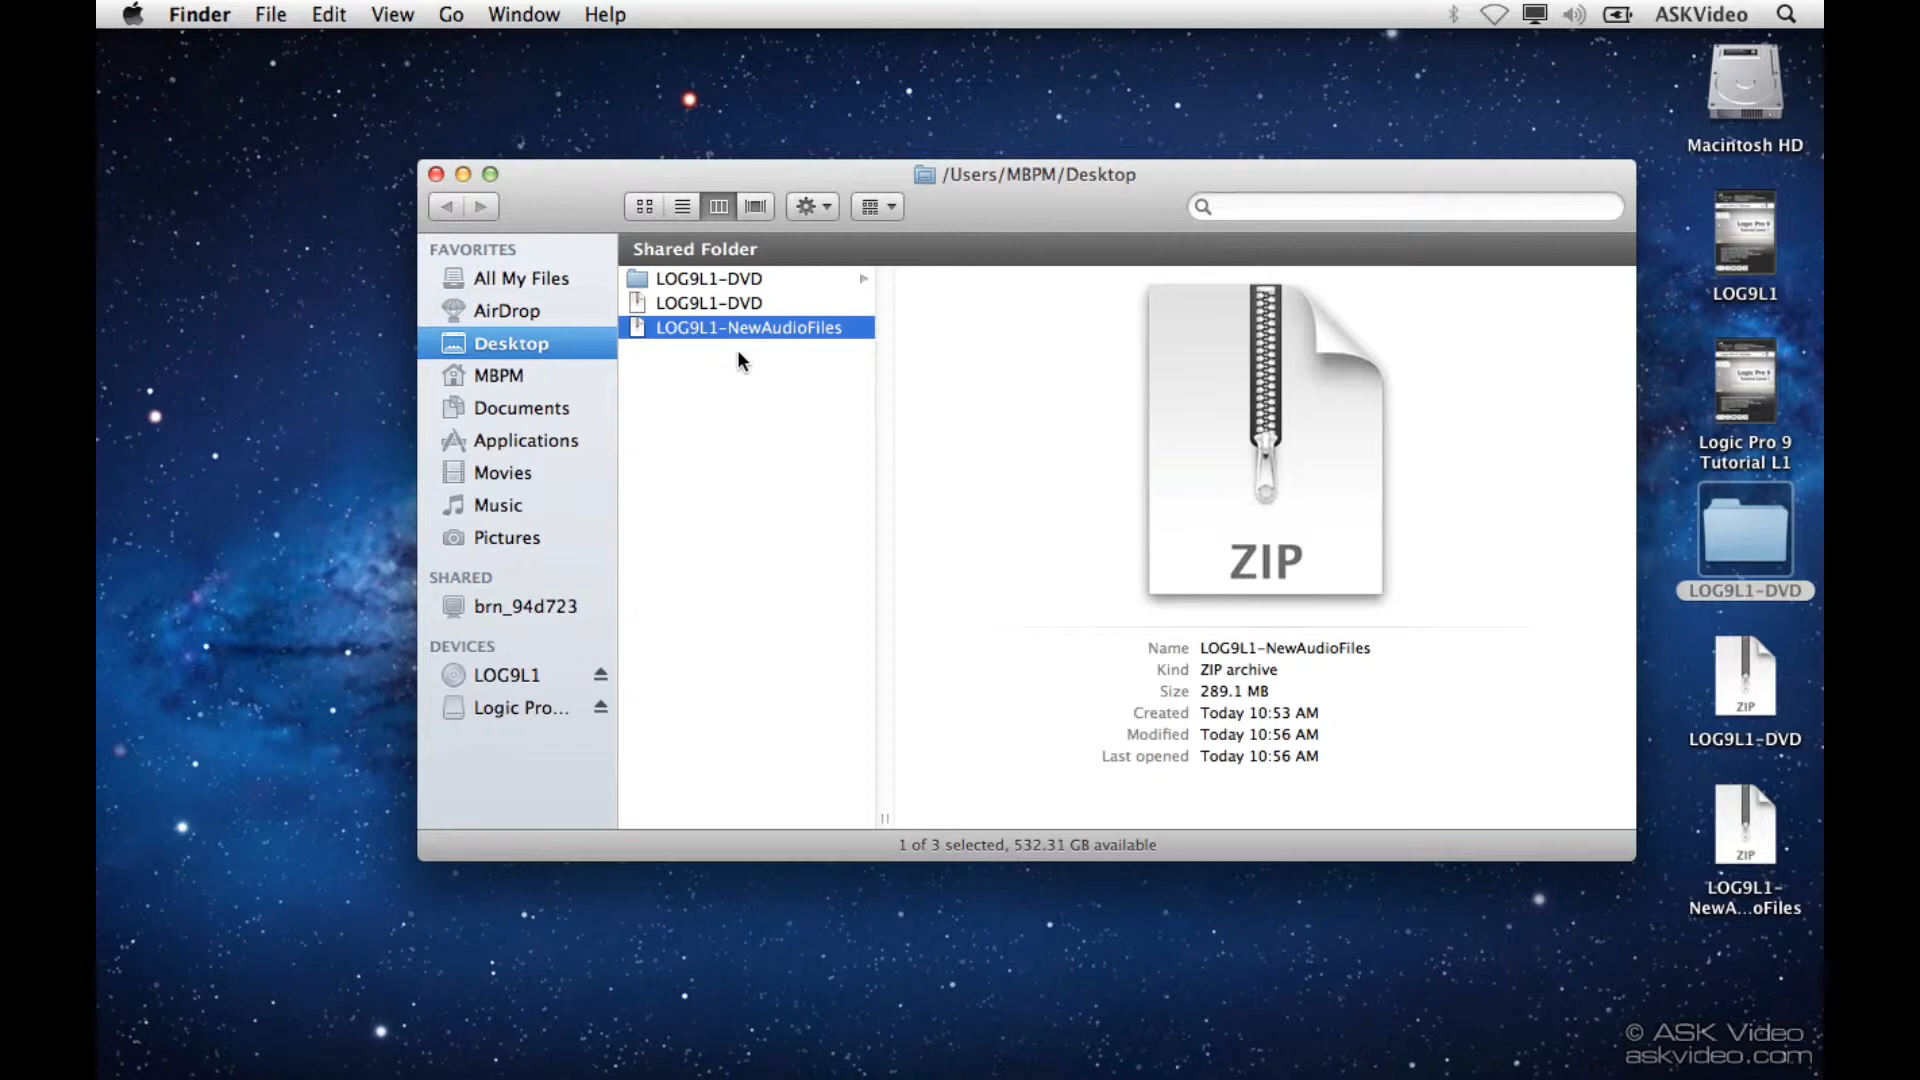 Finder File Edit View Go Window Help ASKVideo
/Users/MBPM/Desktop
FAVORITES
All My Files
AirDrop
Desktop
MBPM
Documents
Applications
Movies
Music
Pictures
SHARED
brn_94d723
DEVICES
LOG9L1
Logic Pro...
Shared Folder
LOG9L1-DVD
LOG9L1-DVD
LOG9L1-NewAudioFiles
ZIP
Name LOG9L1-NewAudioFiles
Kind ZIP archive
Size 289.1 MB
Created Today 10:53 AM
Modified Today 10:56 AM
Last opened Today 10:56 AM
1 of 3 selected, 532.31 GB available
Macintosh HD
LOG9L1
Logic Pro 9
Tutorial L1
LOG9L1-DVD
ZIP
LOG9L1-DVD
ZIP
LOG9L1-
NewA...oFiles
© ASK Video
askvideo.com